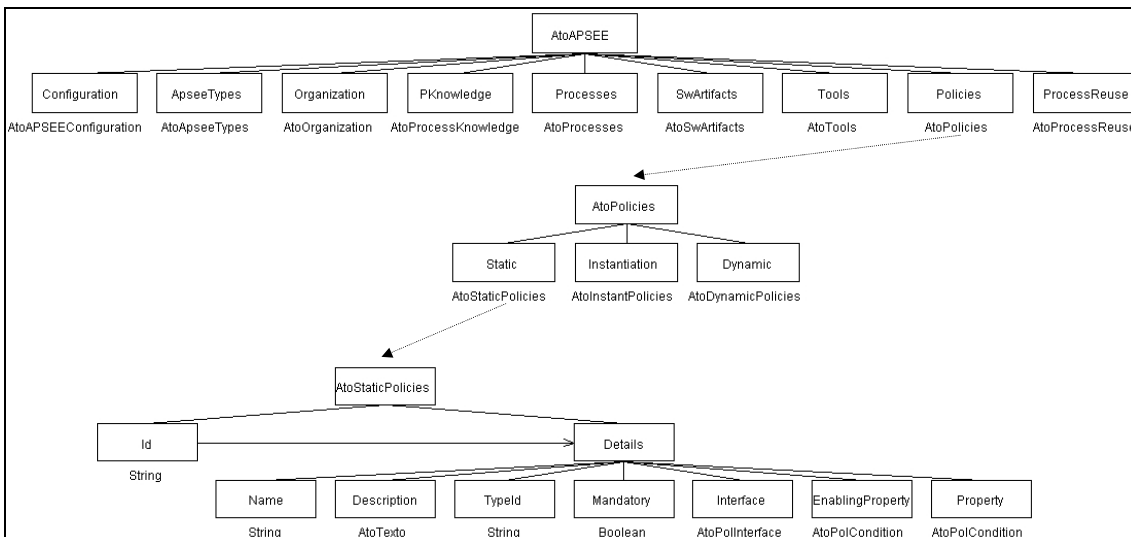 AtoAPSEE
Configuration ApseeTypes Organization PKnowledge Processes SwArtifacts Tools Policies ProcessReuse
AtoAPSEEConfiguration AtoApseeTypes AtoOrganization AtoProcessKnowledge AtoProcesses AtoSwArtifacts AtoTools AtoPolicies AtoProcessReuse
AtoPolicies
Static Instantiation Dynamic
AtoStaticPolicies AtoInstantPolicies AtoDynamicPolicies
AtoStaticPolicies
Id Details
String
Name Description TypeId Mandatory Interface EnablingProperty Property
String AtoTexto String Boolean AtoPolInterface AtoPolCondition AtoPolCondition